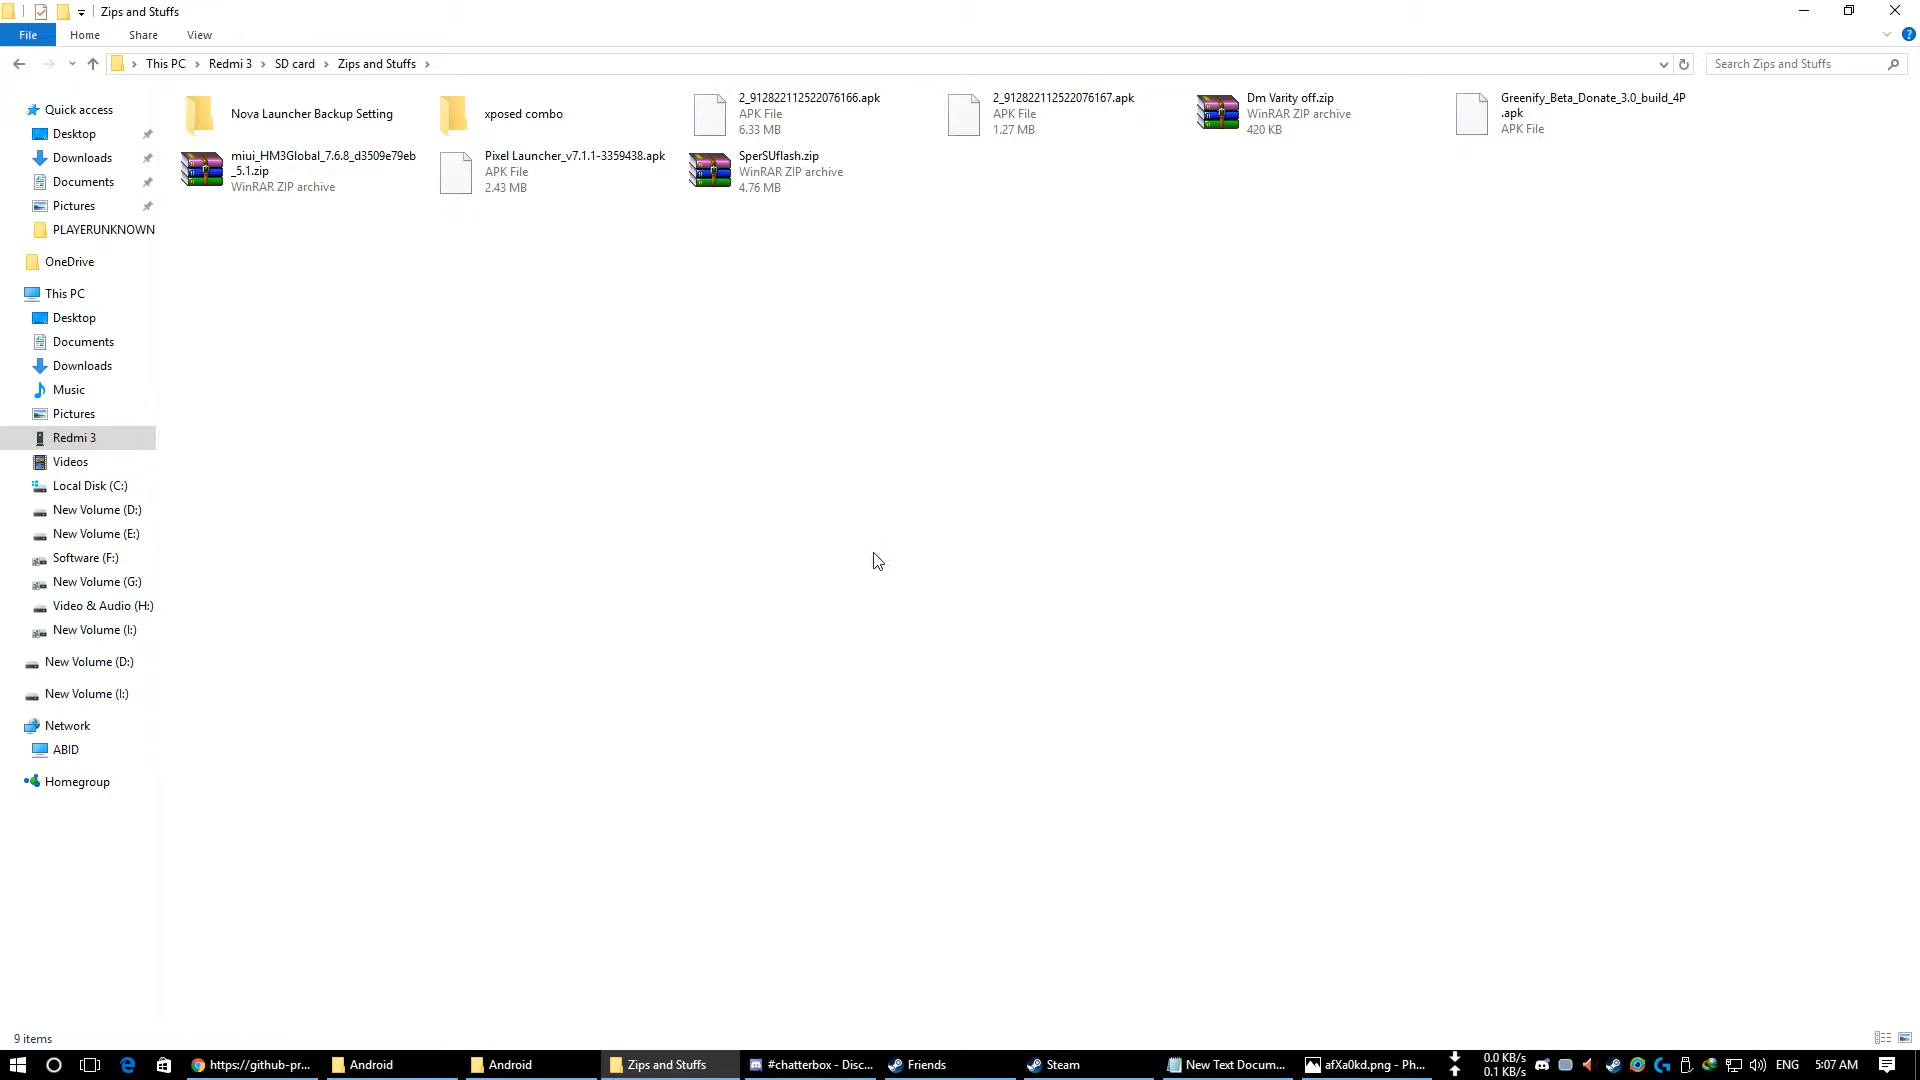 Zips and Stuffs
File
Home
Share
View
This PC
Redmi 3
SD card
Zips and Stuffs
Search Zips and Stuffs
Quick access
Desktop
Downloads
Documents
Pictures
PLAYERUNKNOWN
OneDrive
This PC
Desktop
Documents
Downloads
Music
Pictures
Redmi 3
Videos
Local Disk (C:)
New Volume (D:)
New Volume (E:)
Software (F:)
New Volume (G:)
Video & Audio (H:)
New Volume (I:)
New Volume (D:)
New Volume (I:)
Network
ABID
Homegroup
Nova Launcher Backup Setting
xposed combo
2_912822112522076166.apk
APK File
6.33 MB
2_912822112522076167.apk
APK File
1.27 MB
Dm Varity off.zip
WinRAR ZIP archive
420 KB
Greenify_Beta_Donate_3.0_build_4P
.apk
APK File
miui_HM3Global_7.6.8_d3509e79eb
_5.1.zip
WinRAR ZIP archive
Pixel Launcher_v7.1.1-3359438.apk
APK File
2.43 MB
SperSUflash.zip
WinRAR ZIP archive
4.76 MB
9 items
https://github-pr...
Android
Android
Zips and Stuffs
#chatterbox - Disc...
Friends
Steam
New Text Docum...
afXa0kd.png - Ph...
0.0 KB/s
0.1 KB/s
ENG
5:07 AM